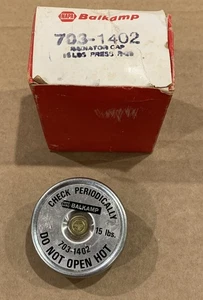 NAPA Balkamp
703-1402
RADIATOR CAP
15 LBS PRESS
CHECK PERIODICALLY
BALKAMP
15 lbs.
703-1402
DO NOT OPEN HOT